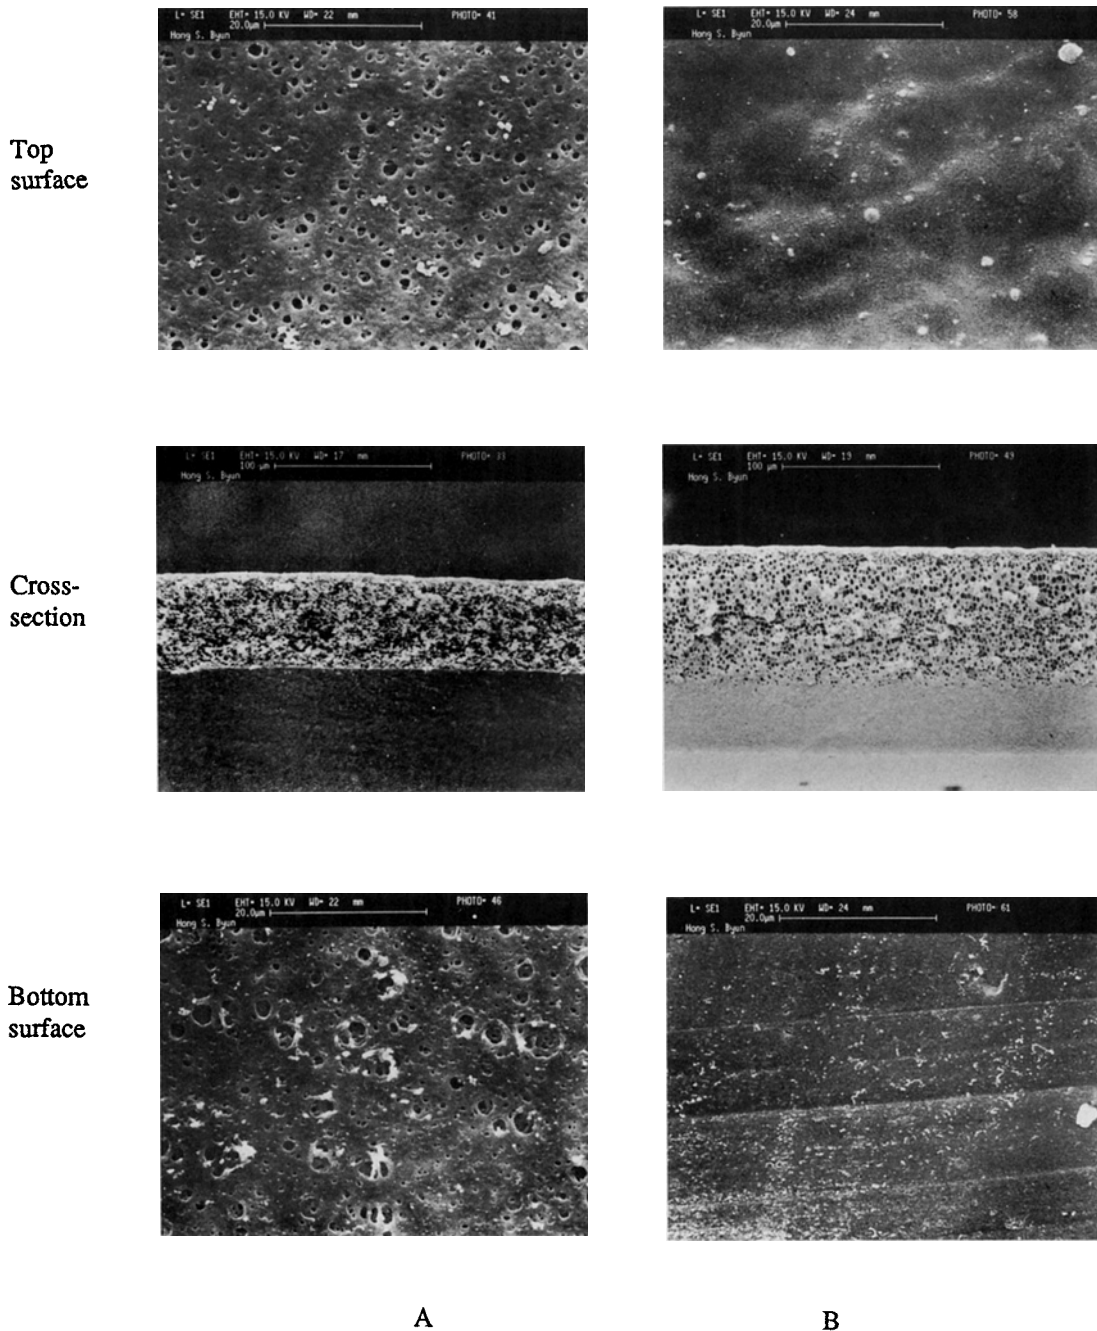 L= SE1 EHT= 15.0 KV WD= 22 mm PHOTO= 41
20.0µm
Hong S. Byun
L= SE1 EHT= 15.0 KV WD= 24 mm PHOTO= 58
20.0µm
Hong S. Byun
Top
surface
L= SE1 EHT= 15.0 KV WD= 17 mm PHOTO= 33
100 µm
Hong S. Byun
L= SE1 EHT= 15.0 KV WD= 19 mm PHOTO= 49
100 µm
Hong S. Byun
Cross-
section
L= SE1 EHT= 15.0 KV WD= 22 mm PHOTO= 46
20.0µm
Hong S. Byun
L= SE1 EHT= 15.0 KV WD= 24 mm PHOTO= 61
20.0µm
Hong S. Byun
Bottom
surface
A
B